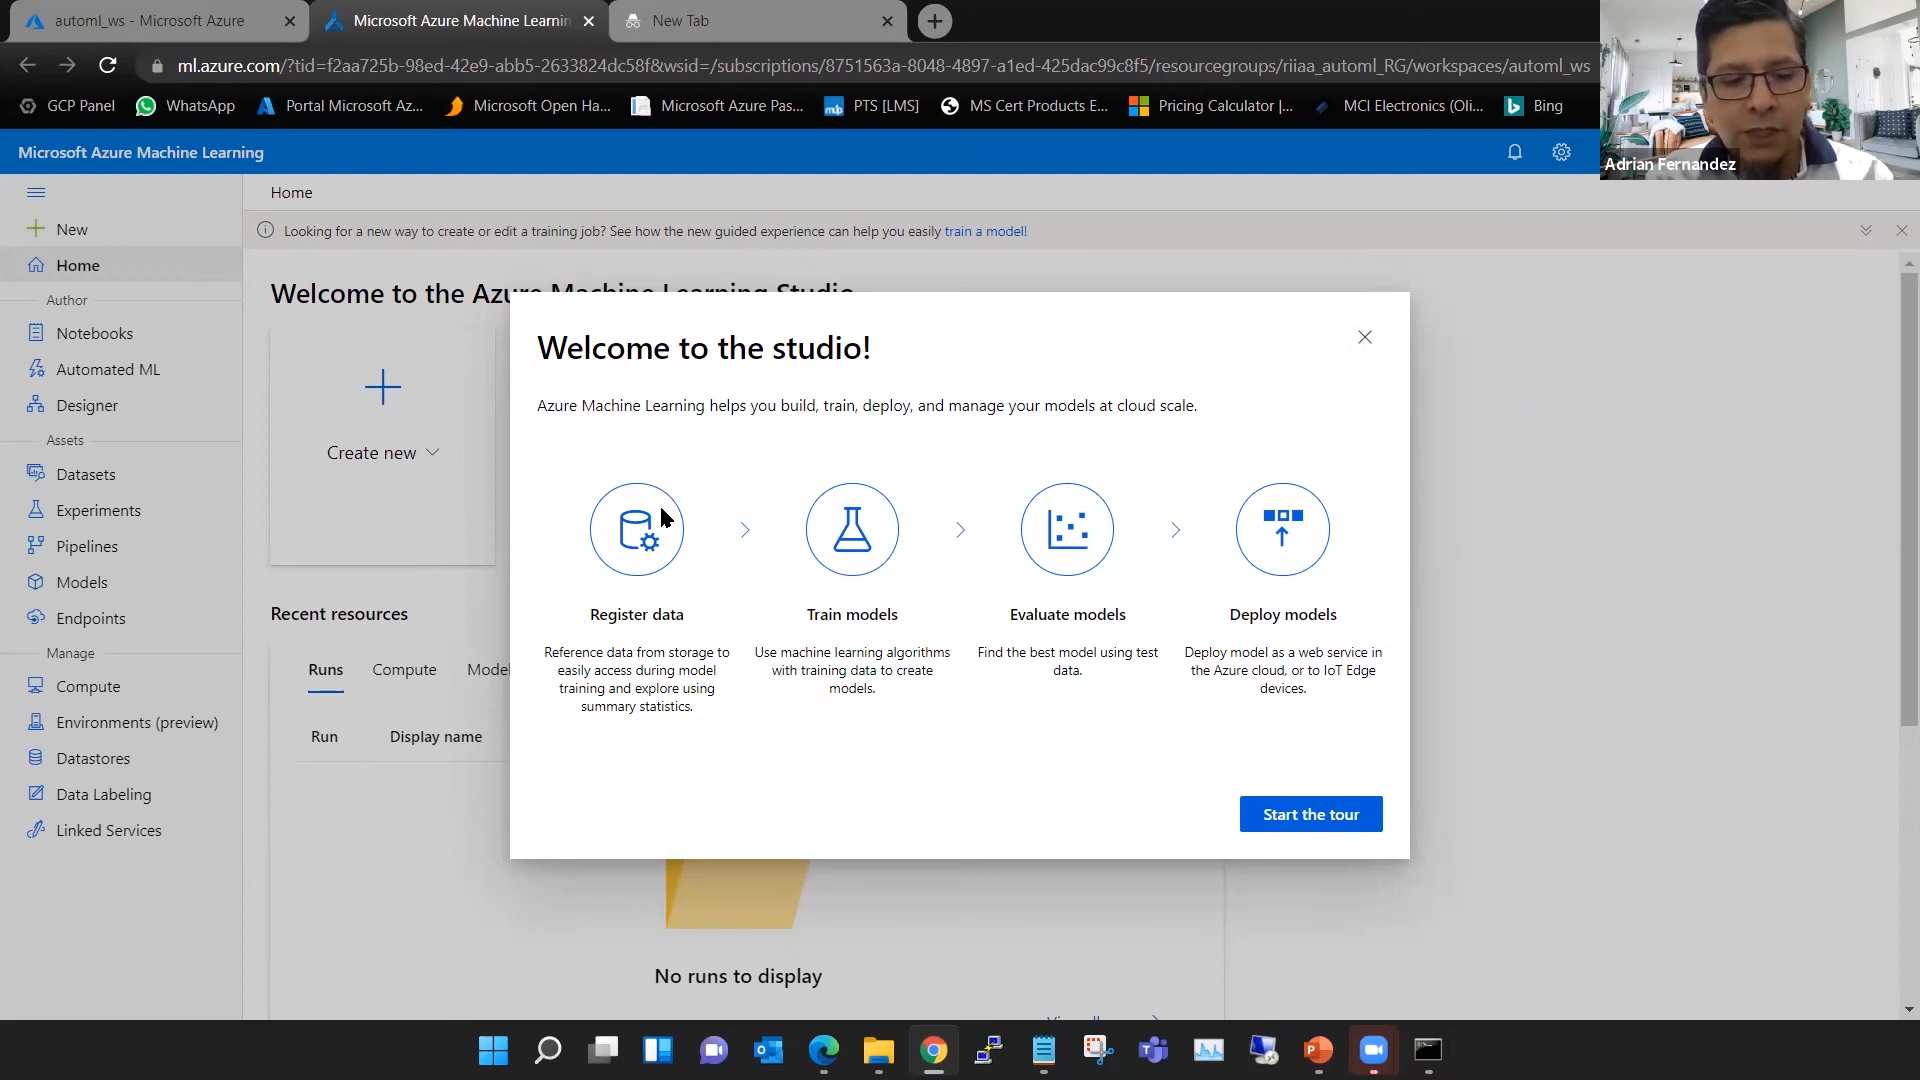 automl_ws - Microsoft Azure
Microsoft Azure Machine Learnin
New Tab
ml.azure.com/?tid=f2aa725b-98ed-42e9-abb5-2633824dc58f&wsid=/subscriptions/8751563a-8048-4897-a1ed-425dac99c8f5/resourcegroups/riiaa_automl_RG/workspaces/automl_ws
GCP Panel
WhatsApp
Portal Microsoft Az...
Microsoft Open Ha...
Microsoft Azure Pas...
PTS [LMS]
MS Cert Products E...
Pricing Calculator |...
MCI Electronics (Oli...
Bing
Adrian Fernandez
Microsoft Azure Machine Learning
New
Home
Author
Notebooks
Automated ML
Designer
Assets
Datasets
Experiments
Pipelines
Models
Endpoints
Manage
Compute
Environments (preview)
Datastores
Data Labeling
Linked Services
Home
Looking for a new way to create or edit a training job? See how the new guided experience can help you easily train a model!
Welcome to the Azure Machine Learning Studio
Create new
Recent resources
Runs
Compute
Model
Run
Display name
No runs to display
Welcome to the studio!
Azure Machine Learning helps you build, train, deploy, and manage your models at cloud scale.
Register data
Reference data from storage to
easily access during model
training and explore using
summary statistics.
Train models
Use machine learning algorithms
with training data to create
models.
Evaluate models
Find the best model using test
data.
Deploy models
Deploy model as a web service in
the Azure cloud, or to IoT Edge
devices.
Start the tour